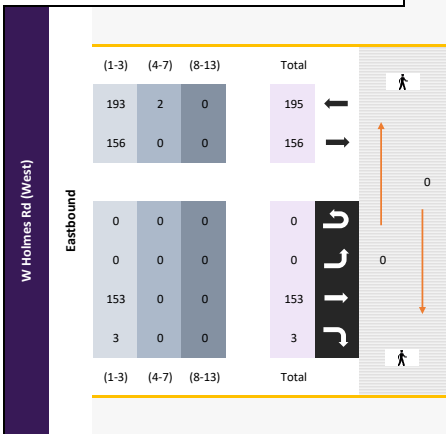 W Holmes Rd (West)
Eastbound
(1-3) (4-7) (8-13) Total
193 2 0 195
156 0 0 156
0
0 0 0 0
0 0 0 0 0
153 0 0 153
3 0 0 3
(1-3) (4-7) (8-13) Total